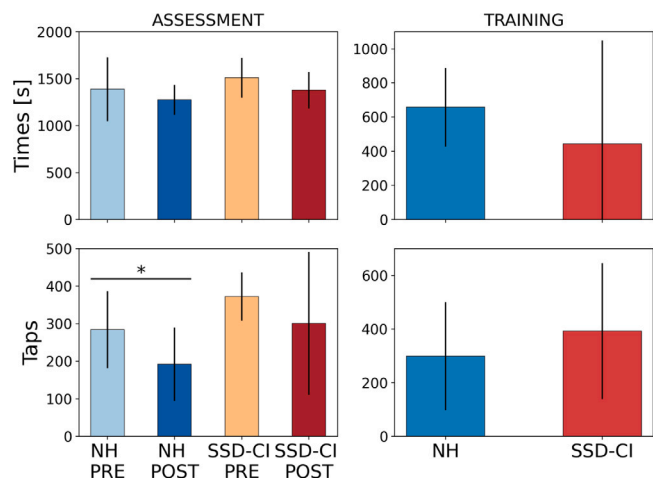 ASSESSMENT
TRAINING
Times [s]
2000
1500
1000
500
0
1000
800
600
400
200
0
Taps
500
400
300
200
100
0
*
600
400
200
0
NH
PRE
NH
POST
SSD-CI
PRE
SSD-CI
POST
NH
SSD-CI